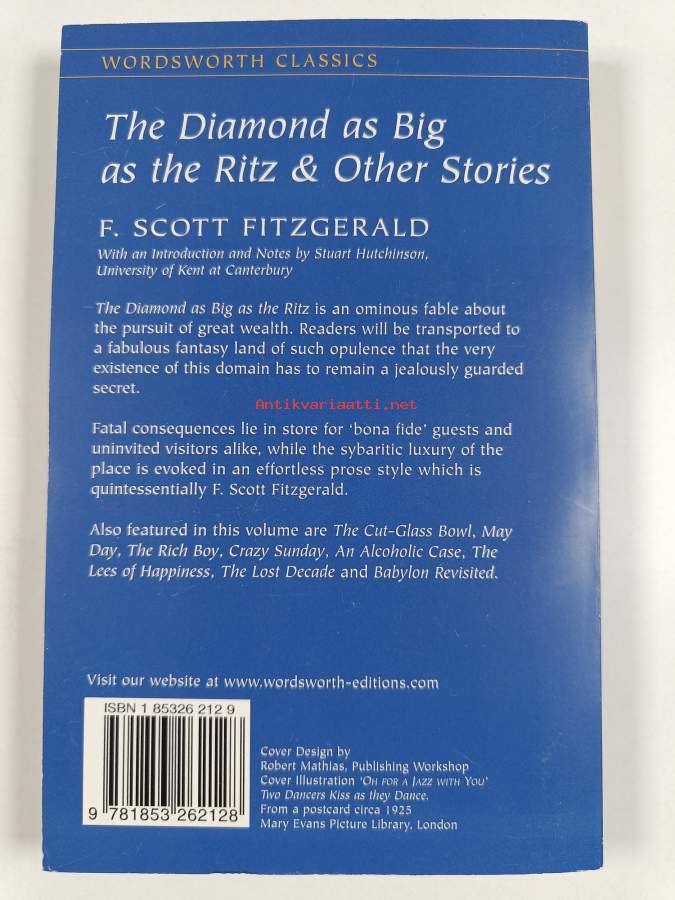 WORDSWORTH CLASSICS
The Diamond as Big
as the Ritz & Other Stories
F. SCOTT FITZGERALD
With an Introduction and Notes by Stuart Hutchinson,
University of Kent at Canterbury
The Diamond as Big as the Ritz is an ominous fable about
the pursuit of great wealth. Readers will be transported to
a fabulous fantasy land of such opulence that the very
existence of this domain has to remain a jealously guarded
secret.
Antikvariaatti.net
Fatal consequences lie in store for ‘bona fide’ guests and
uninvited visitors alike, while the sybaritic luxury of the
place is evoked in an effortless prose style which is
quintessentially F. Scott Fitzgerald.
Also featured in this volume are The Cut-Glass Bowl, May
Day, The Rich Boy, Crazy Sunday, An Alcoholic Case, The
Lees of Happiness, The Lost Decade and Babylon Revisited.
Visit our website at www.wordsworth-editions.com
ISBN 1 85326 212 9
9 781853 262128
Cover Design by
Robert Mathias, Publishing Workshop
Cover Illustration ‘OH FOR A JAZZ WITH YOU’
Two Dancers Kiss as they Dance.
From a postcard circa 1925
Mary Evans Picture Library, London